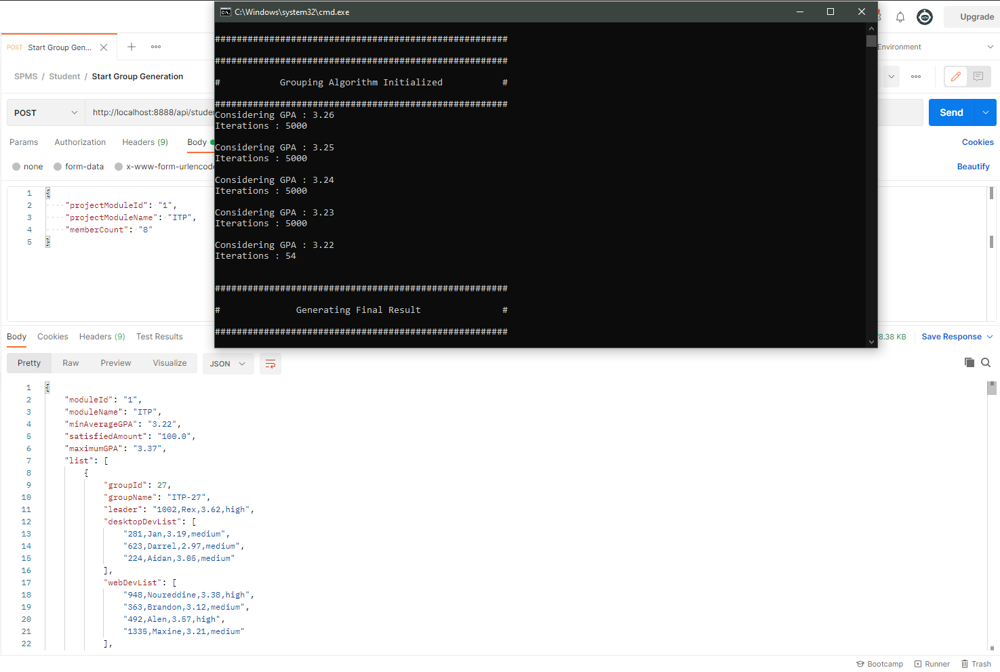 C:\Windows\system32\cmd.exe
Upgrade
POST Start Group Gen...
Environment
SPMS / Student / Start Group Generation
POST http://localhost:8888/api/stude
Send
Params Authorization Headers (9) Body
Cookies
none form-data x-www-form-urlencode
Beautify
1 {
2 "projectModuleId": "1",
3 "projectModuleName": "ITP",
4 "memberCount": "8"
5 }
######################################################
######################################################
# Grouping Algorithm Initialized #
######################################################
Considering GPA : 3.26
Iterations : 5000
Considering GPA : 3.25
Iterations : 5000
Considering GPA : 3.24
Iterations : 5000
Considering GPA : 3.23
Iterations : 5000
Considering GPA : 3.22
Iterations : 54
######################################################
# Generating Final Result #
######################################################
Body Cookies Headers (9) Test Results
8.38 KB Save Response
Pretty Raw Preview Visualize JSON
1 {
2 "moduleId": "1",
3 "moduleName": "ITP",
4 "minAverageGPA": "3.22",
5 "satisfiedAmount": "100.0",
6 "maximumGPA": "3.37",
7 "list": [
8 {
9 "groupId": 27,
10 "groupName": "ITP-27",
11 "leader": "1002,Rex,3.62,high",
12 "desktopDevList": [
13 "281,Jan,3.19,medium",
14 "623,Darrel,2.97,medium",
15 "224,Aidan,3.05,medium"
16 ],
17 "webDevList": [
18 "948,Noureddine,3.38,high",
19 "363,Brandon,3.12,medium",
20 "492,Alen,3.57,high",
21 "1335,Maxine,3.21,medium"
22 ],
Bootcamp Runner Trash